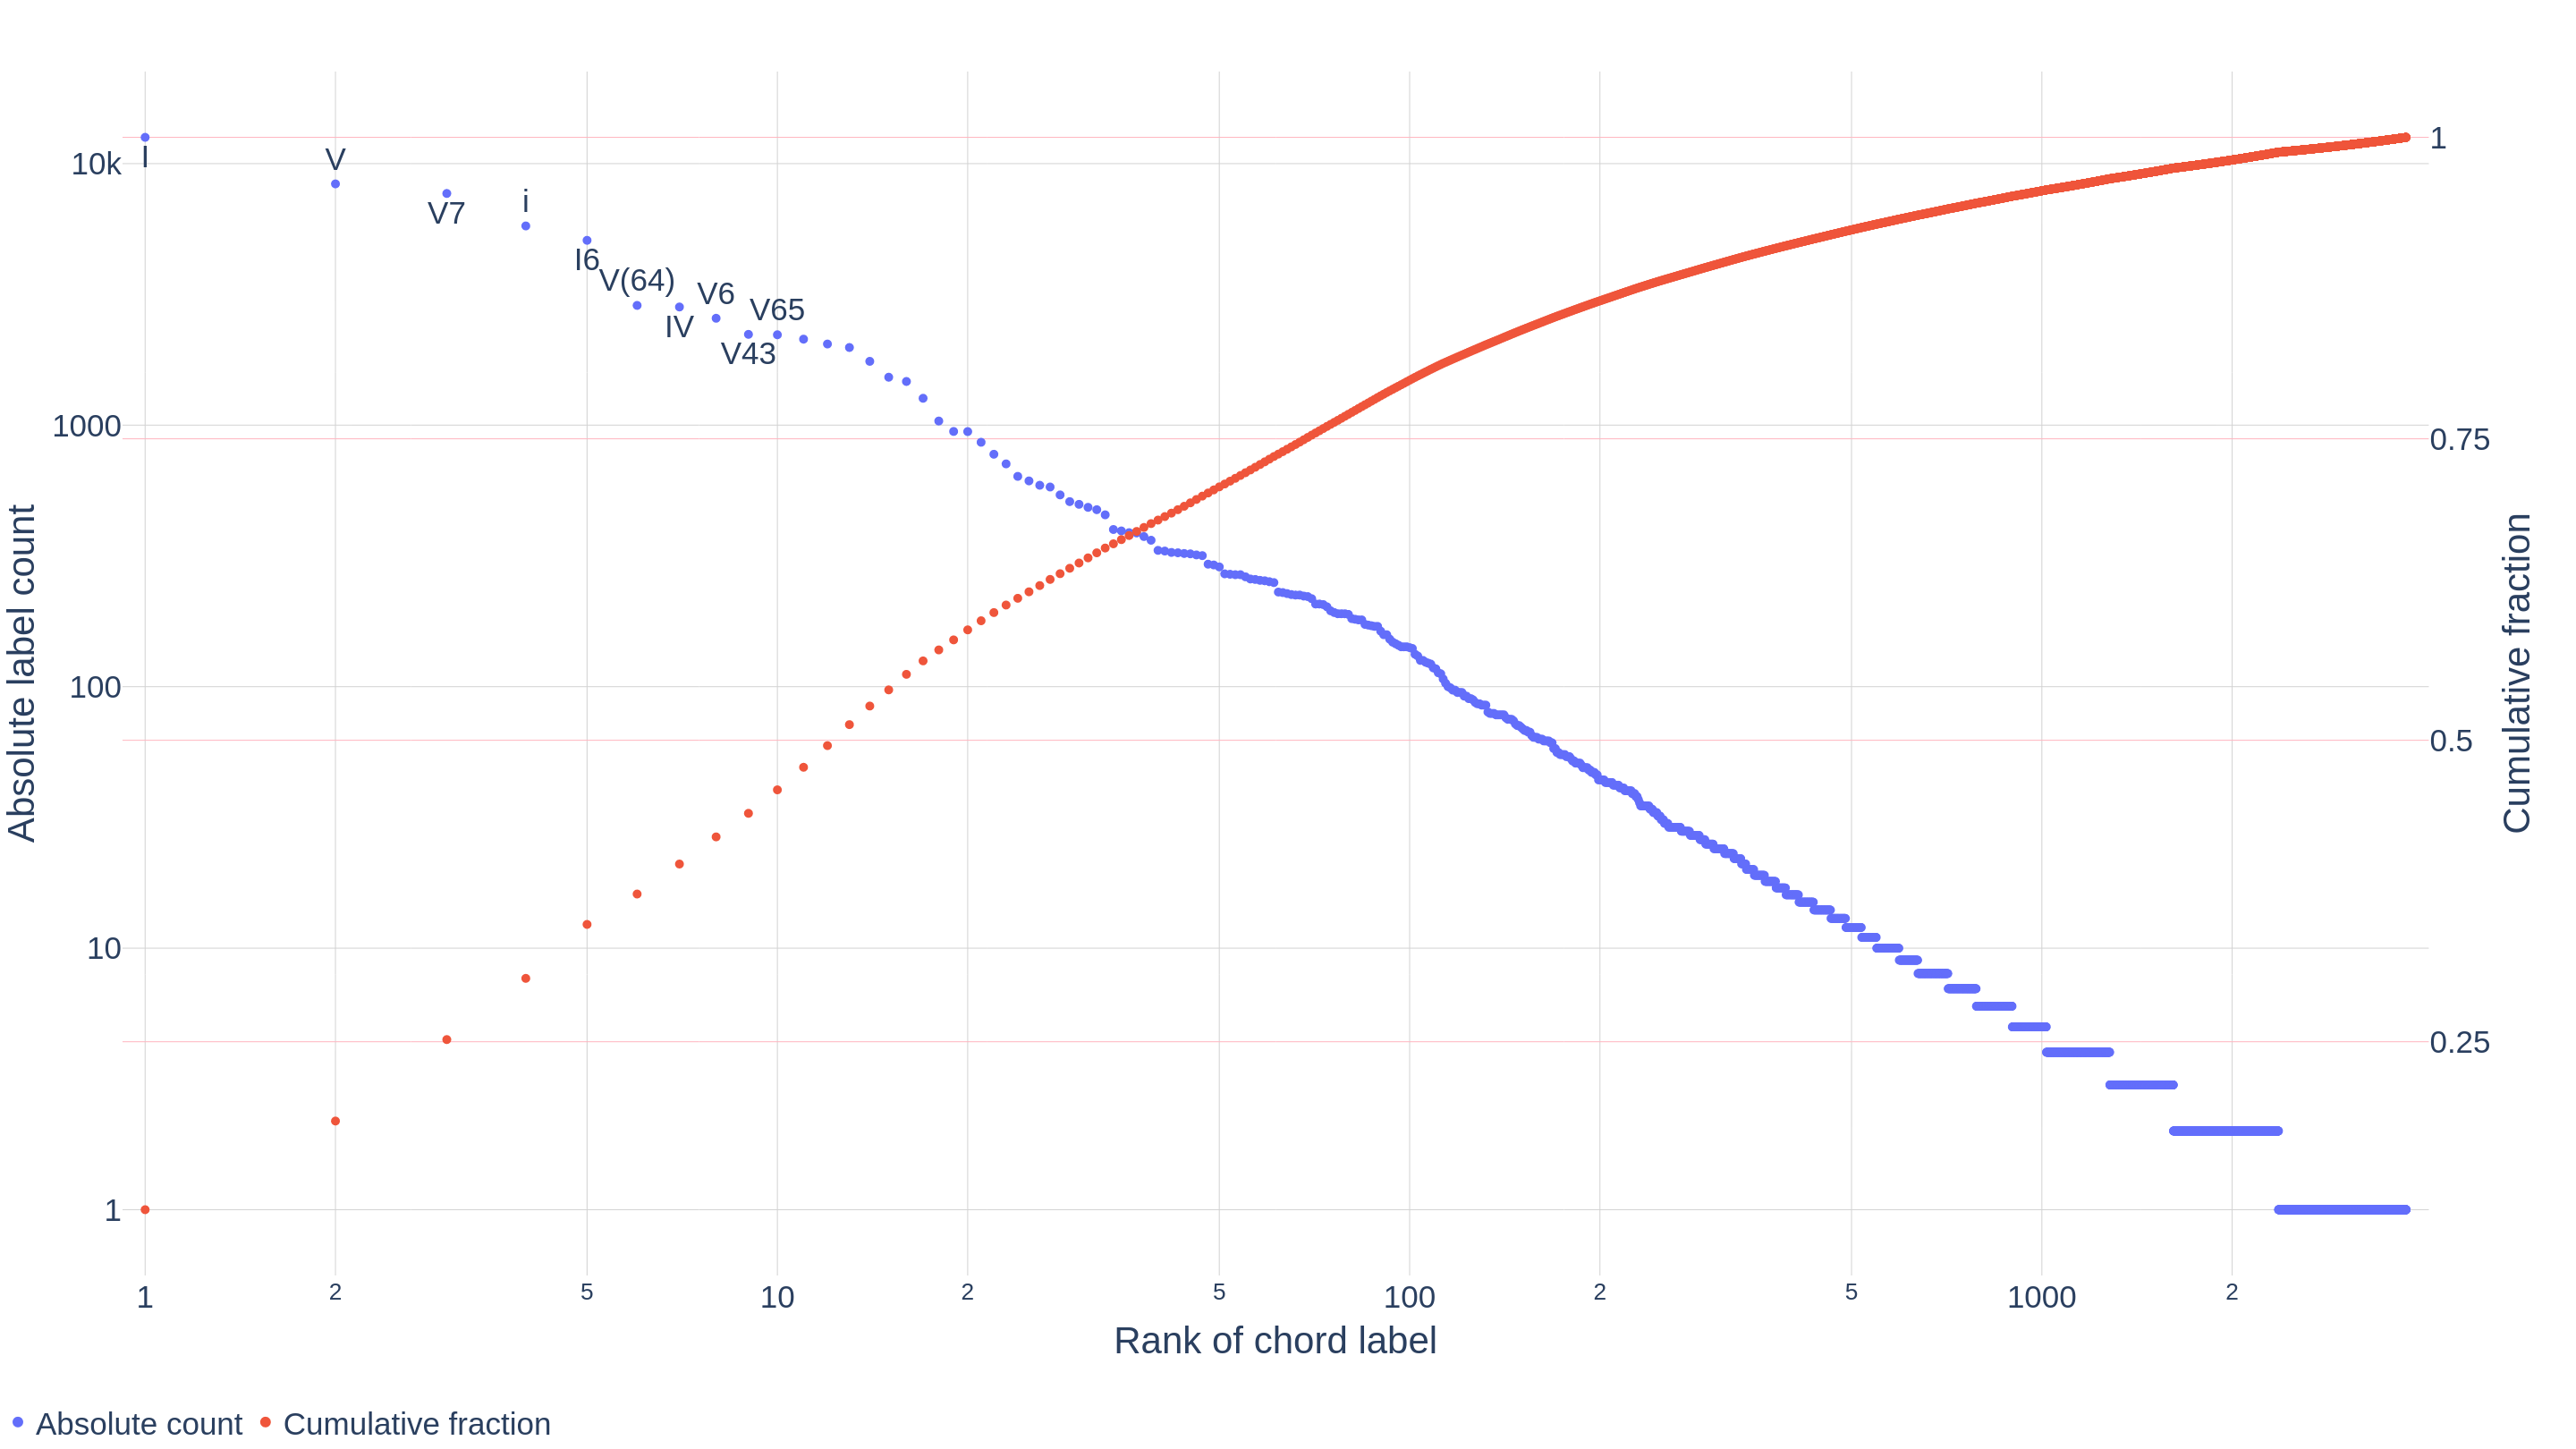 I
V
V7
i
I6
V(64)
IV
V6
V43
V65
10k
1000
100
10
1
1
0.75
0.5
0.25
Absolute label count
Cumulative fraction
1 2 5 10 2 5 100 2 5 1000 2
Rank of chord label
Absolute count Cumulative fraction